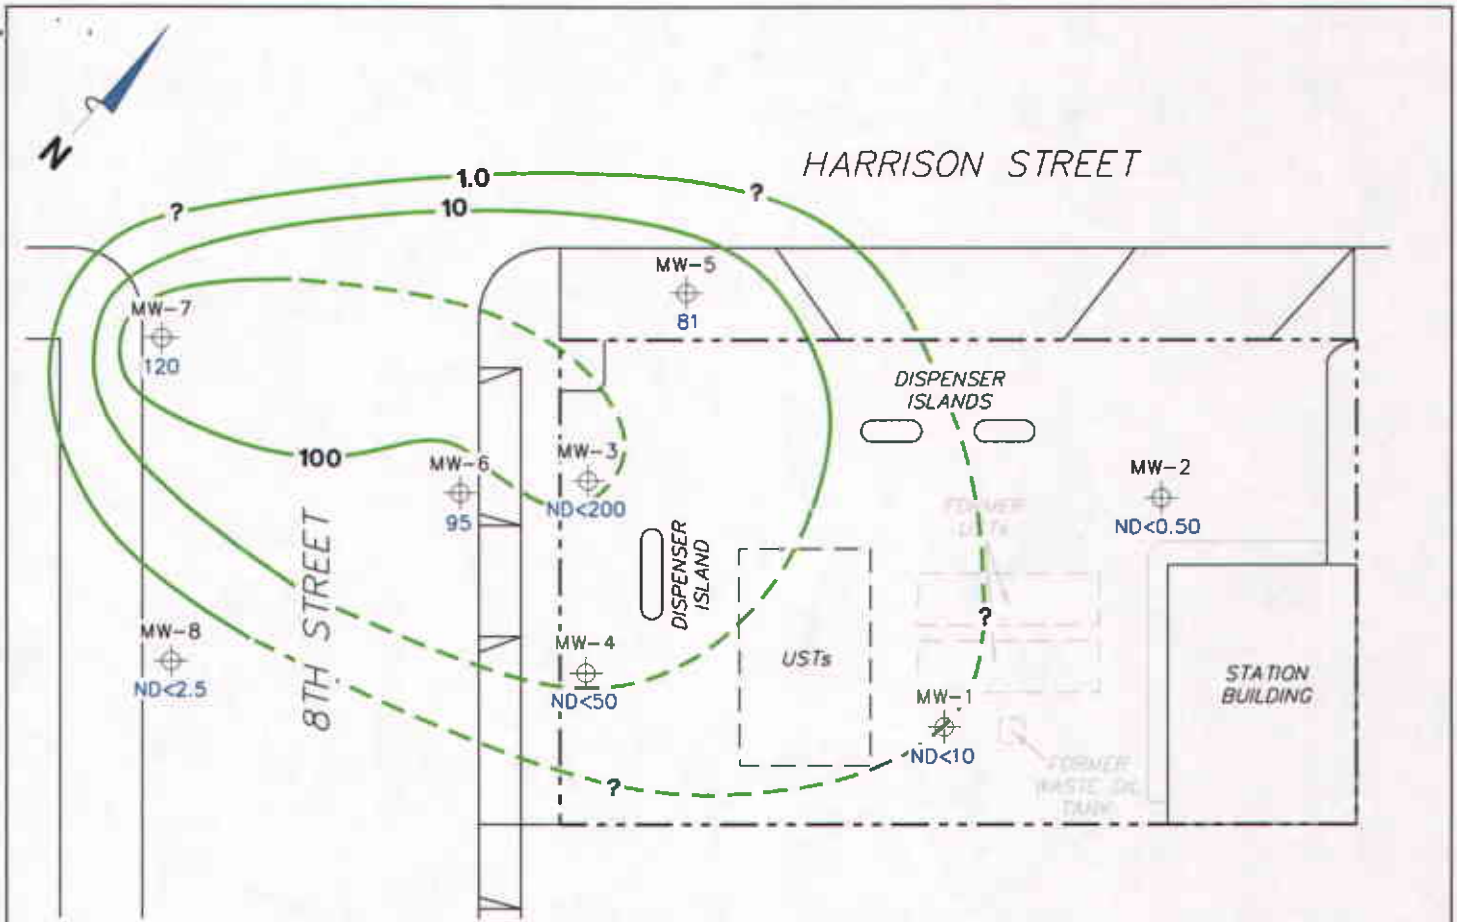 N
HARRISON STREET
1.0
?
?
10
MW-5
81
MW-7
120
DISPENSER
ISLANDS
100
MW-6
95
MW-3
ND<200
MW-2
ND<0.50
FORMER
USTs
8TH STREET
DISPENSER
ISLAND
?
MW-8
ND<2.5
MW-4
ND<50
USTs
STATION
BUILDING
MW-1
ND<10
?
FORMER
WASTE OIL
TANK